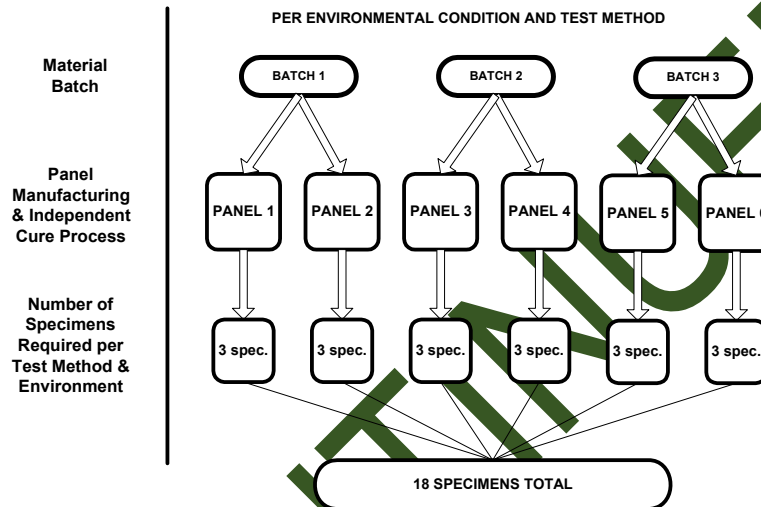 PER ENVIRONMENTAL CONDITION AND TEST METHOD
Material
Batch
BATCH 1
BATCH 2
BATCH 3
Panel
Manufacturing
& Independent
Cure Process
PANEL 1
PANEL 2
PANEL 3
PANEL 4
PANEL 5
PANEL
Number of
Specimens
Required per
Test Method &
Environment
3 spec.
3 spec.
3 spec.
3 spec.
3 spec.
3 spec.
18 SPECIMENS TOTAL